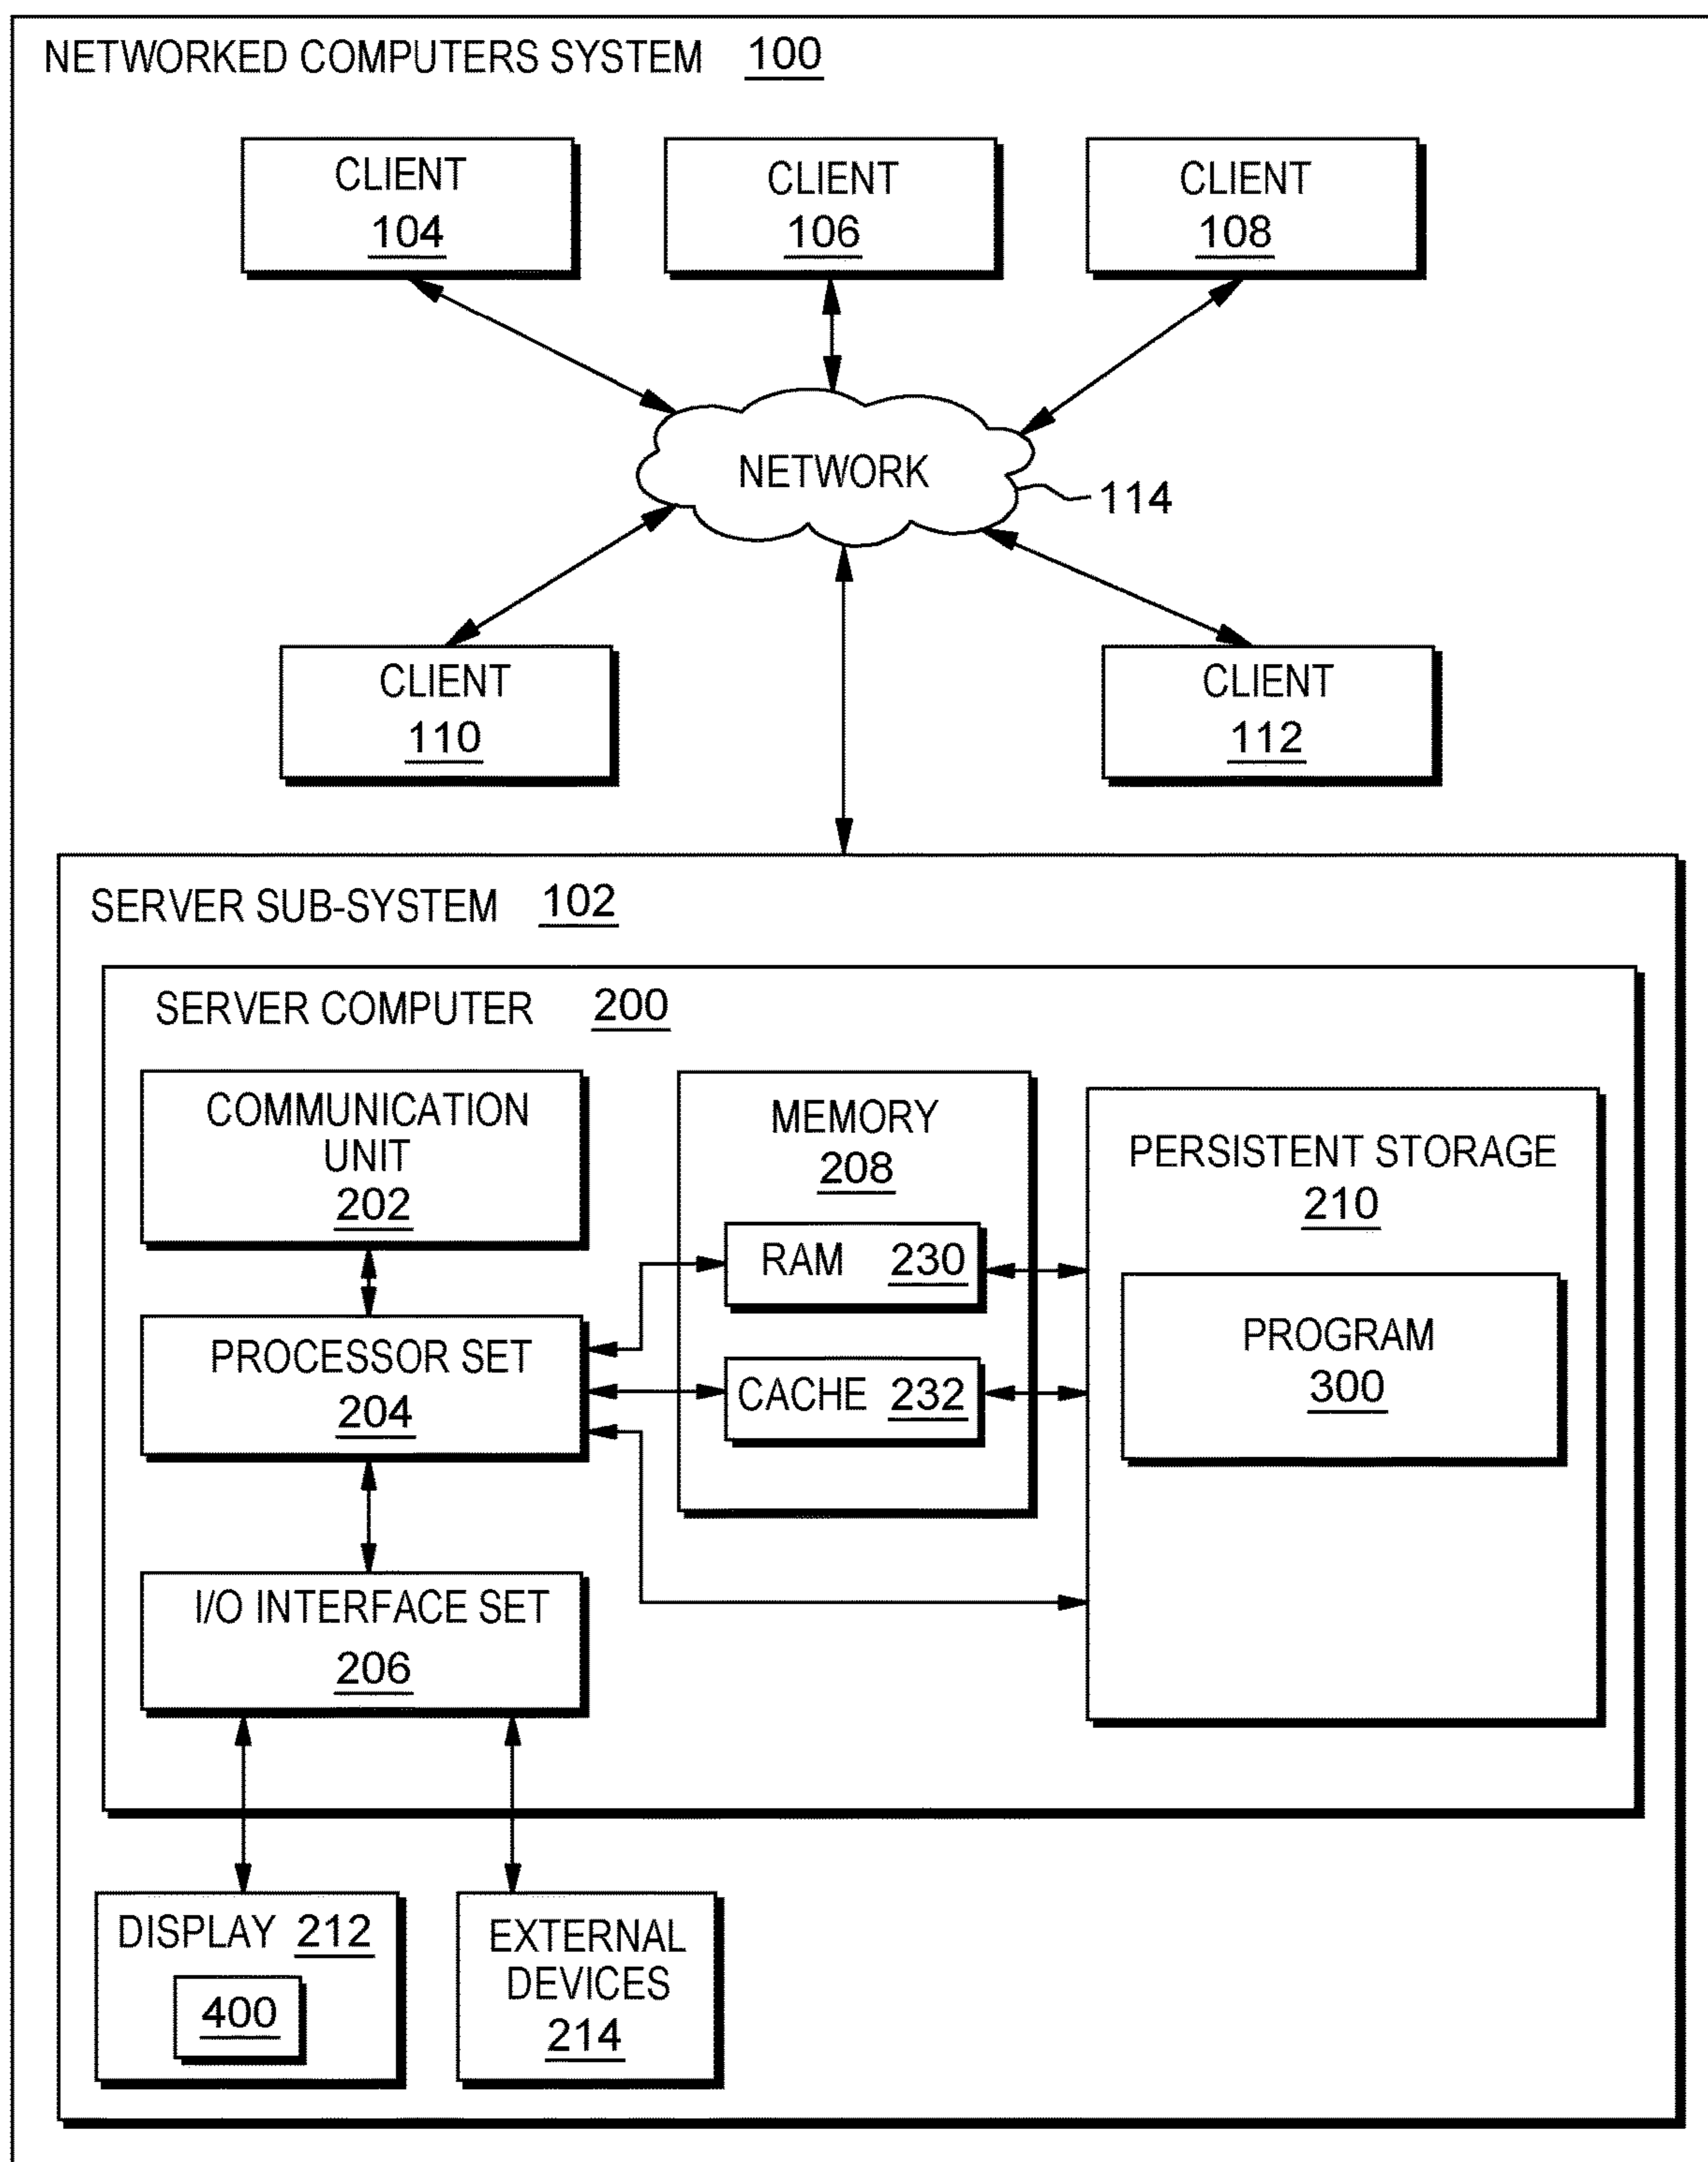 NETWORKED COMPUTERS SYSTEM 100
CLIENT
104
CLIENT
106
CLIENT
108
NETWORK
114
CLIENT
110
CLIENT
112
SERVER SUB-SYSTEM 102
SERVER COMPUTER 200
COMMUNICATION
UNIT
202
PROCESSOR SET
204
I/O INTERFACE SET
206
MEMORY
208
RAM 230
CACHE 232
PERSISTENT STORAGE
210
PROGRAM
300
DISPLAY 212
400
EXTERNAL
DEVICES
214